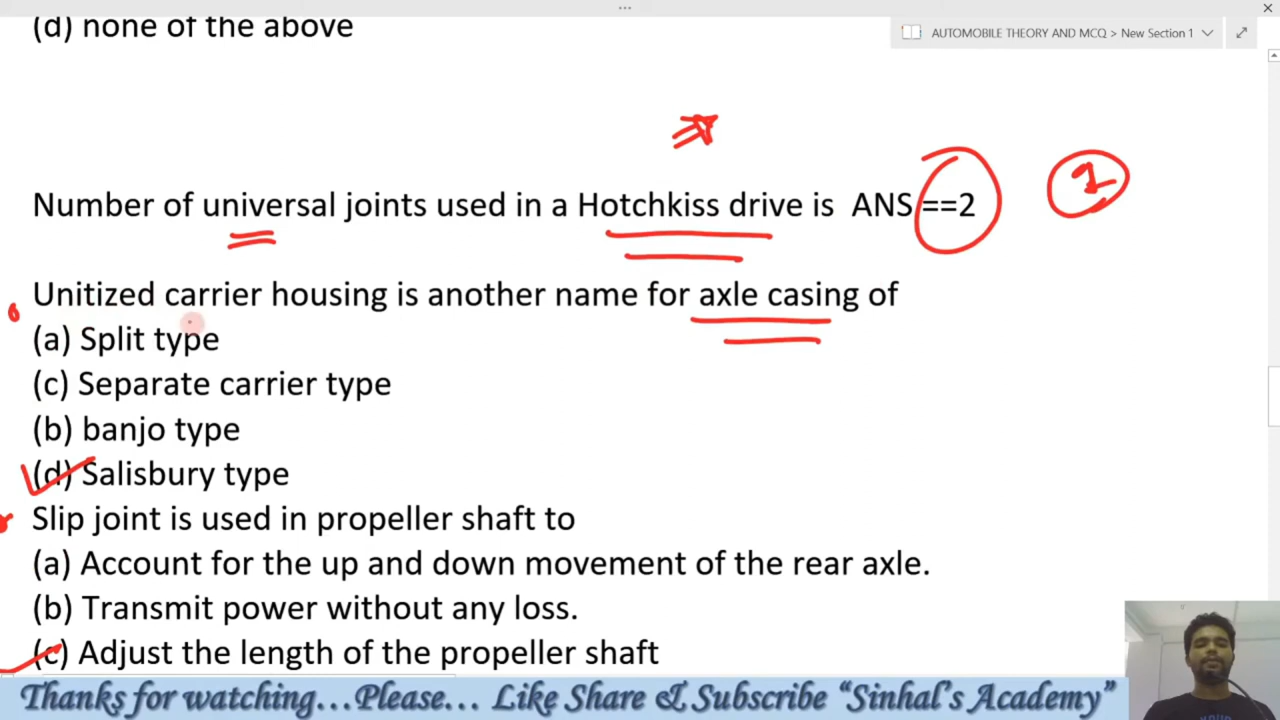 (d) none of the above
AUTOMOBILE THEORY AND MCQ > New Section 1
Number of universal joints used in a Hotchkiss drive is ANS ==2
1
Unitized carrier housing is another name for axle casing of
(a) Split type
(c) Separate carrier type
(b) banjo type
(d) Salisbury type
Slip joint is used in propeller shaft to
(a) Account for the up and down movement of the rear axle.
(b) Transmit power without any loss.
(c) Adjust the length of the propeller shaft
Thanks for watching...Please... Like Share & Subscribe “Sinhal’s Academy”